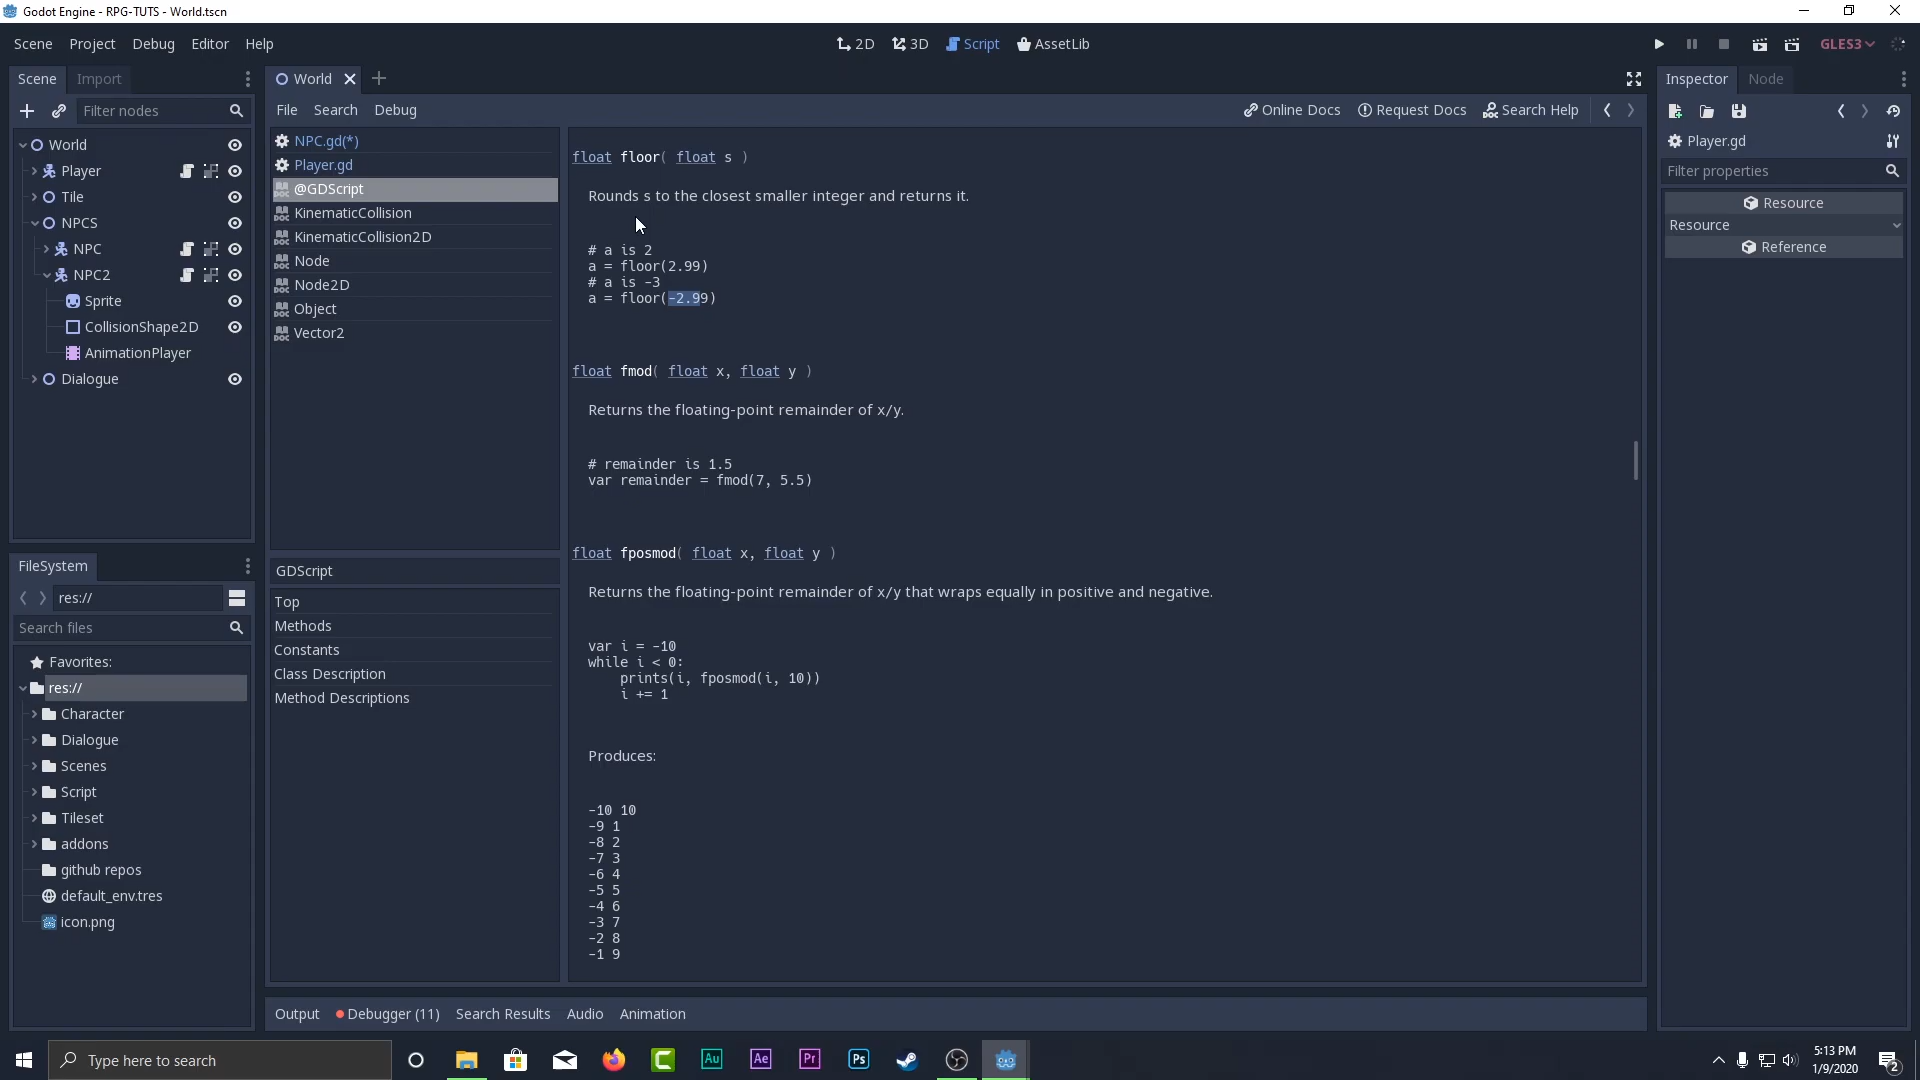 Godot Engine - RPG-TUTS - World.tscn
Scene Project Debug Editor Help
2D 3D Script AssetLib
GLES3
Scene Import
World
Inspector Node
Filter nodes
File Search Debug
Online Docs Request Docs Search Help
World
Player
Tile
NPCS
NPC
NPC2
Sprite
CollisionShape2D
AnimationPlayer
Dialogue
NPC.gd(*)
Player.gd
@GDScript
KinematicCollision
KinematicCollision2D
Node
Node2D
Object
Vector2
GDScript
Top
Methods
Constants
Class Description
Method Descriptions
float floor( float s )
Rounds s to the closest smaller integer and returns it.
# a is 2
a = floor(2.99)
# a is -3
a = floor(-2.99)
float fmod( float x, float y )
Returns the floating-point remainder of x/y.
# remainder is 1.5
var remainder = fmod(7, 5.5)
float fposmod( float x, float y )
Returns the floating-point remainder of x/y that wraps equally in positive and negative.
var i = -10
while i < 0:
prints(i, fposmod(i, 10))
i += 1
Produces:
-10 10
-9 1
-8 2
-7 3
-6 4
-5 5
-4 6
-3 7
-2 8
-1 9
Player.gd
Filter properties
Resource
Resource
Reference
FileSystem
res://
Search files
Favorites:
res://
Character
Dialogue
Scenes
Script
Tileset
addons
github repos
default_env.tres
icon.png
Output Debugger (11) Search Results Audio Animation
Type here to search
Au Ae Pr Ps
5:13 PM
1/9/2020
2